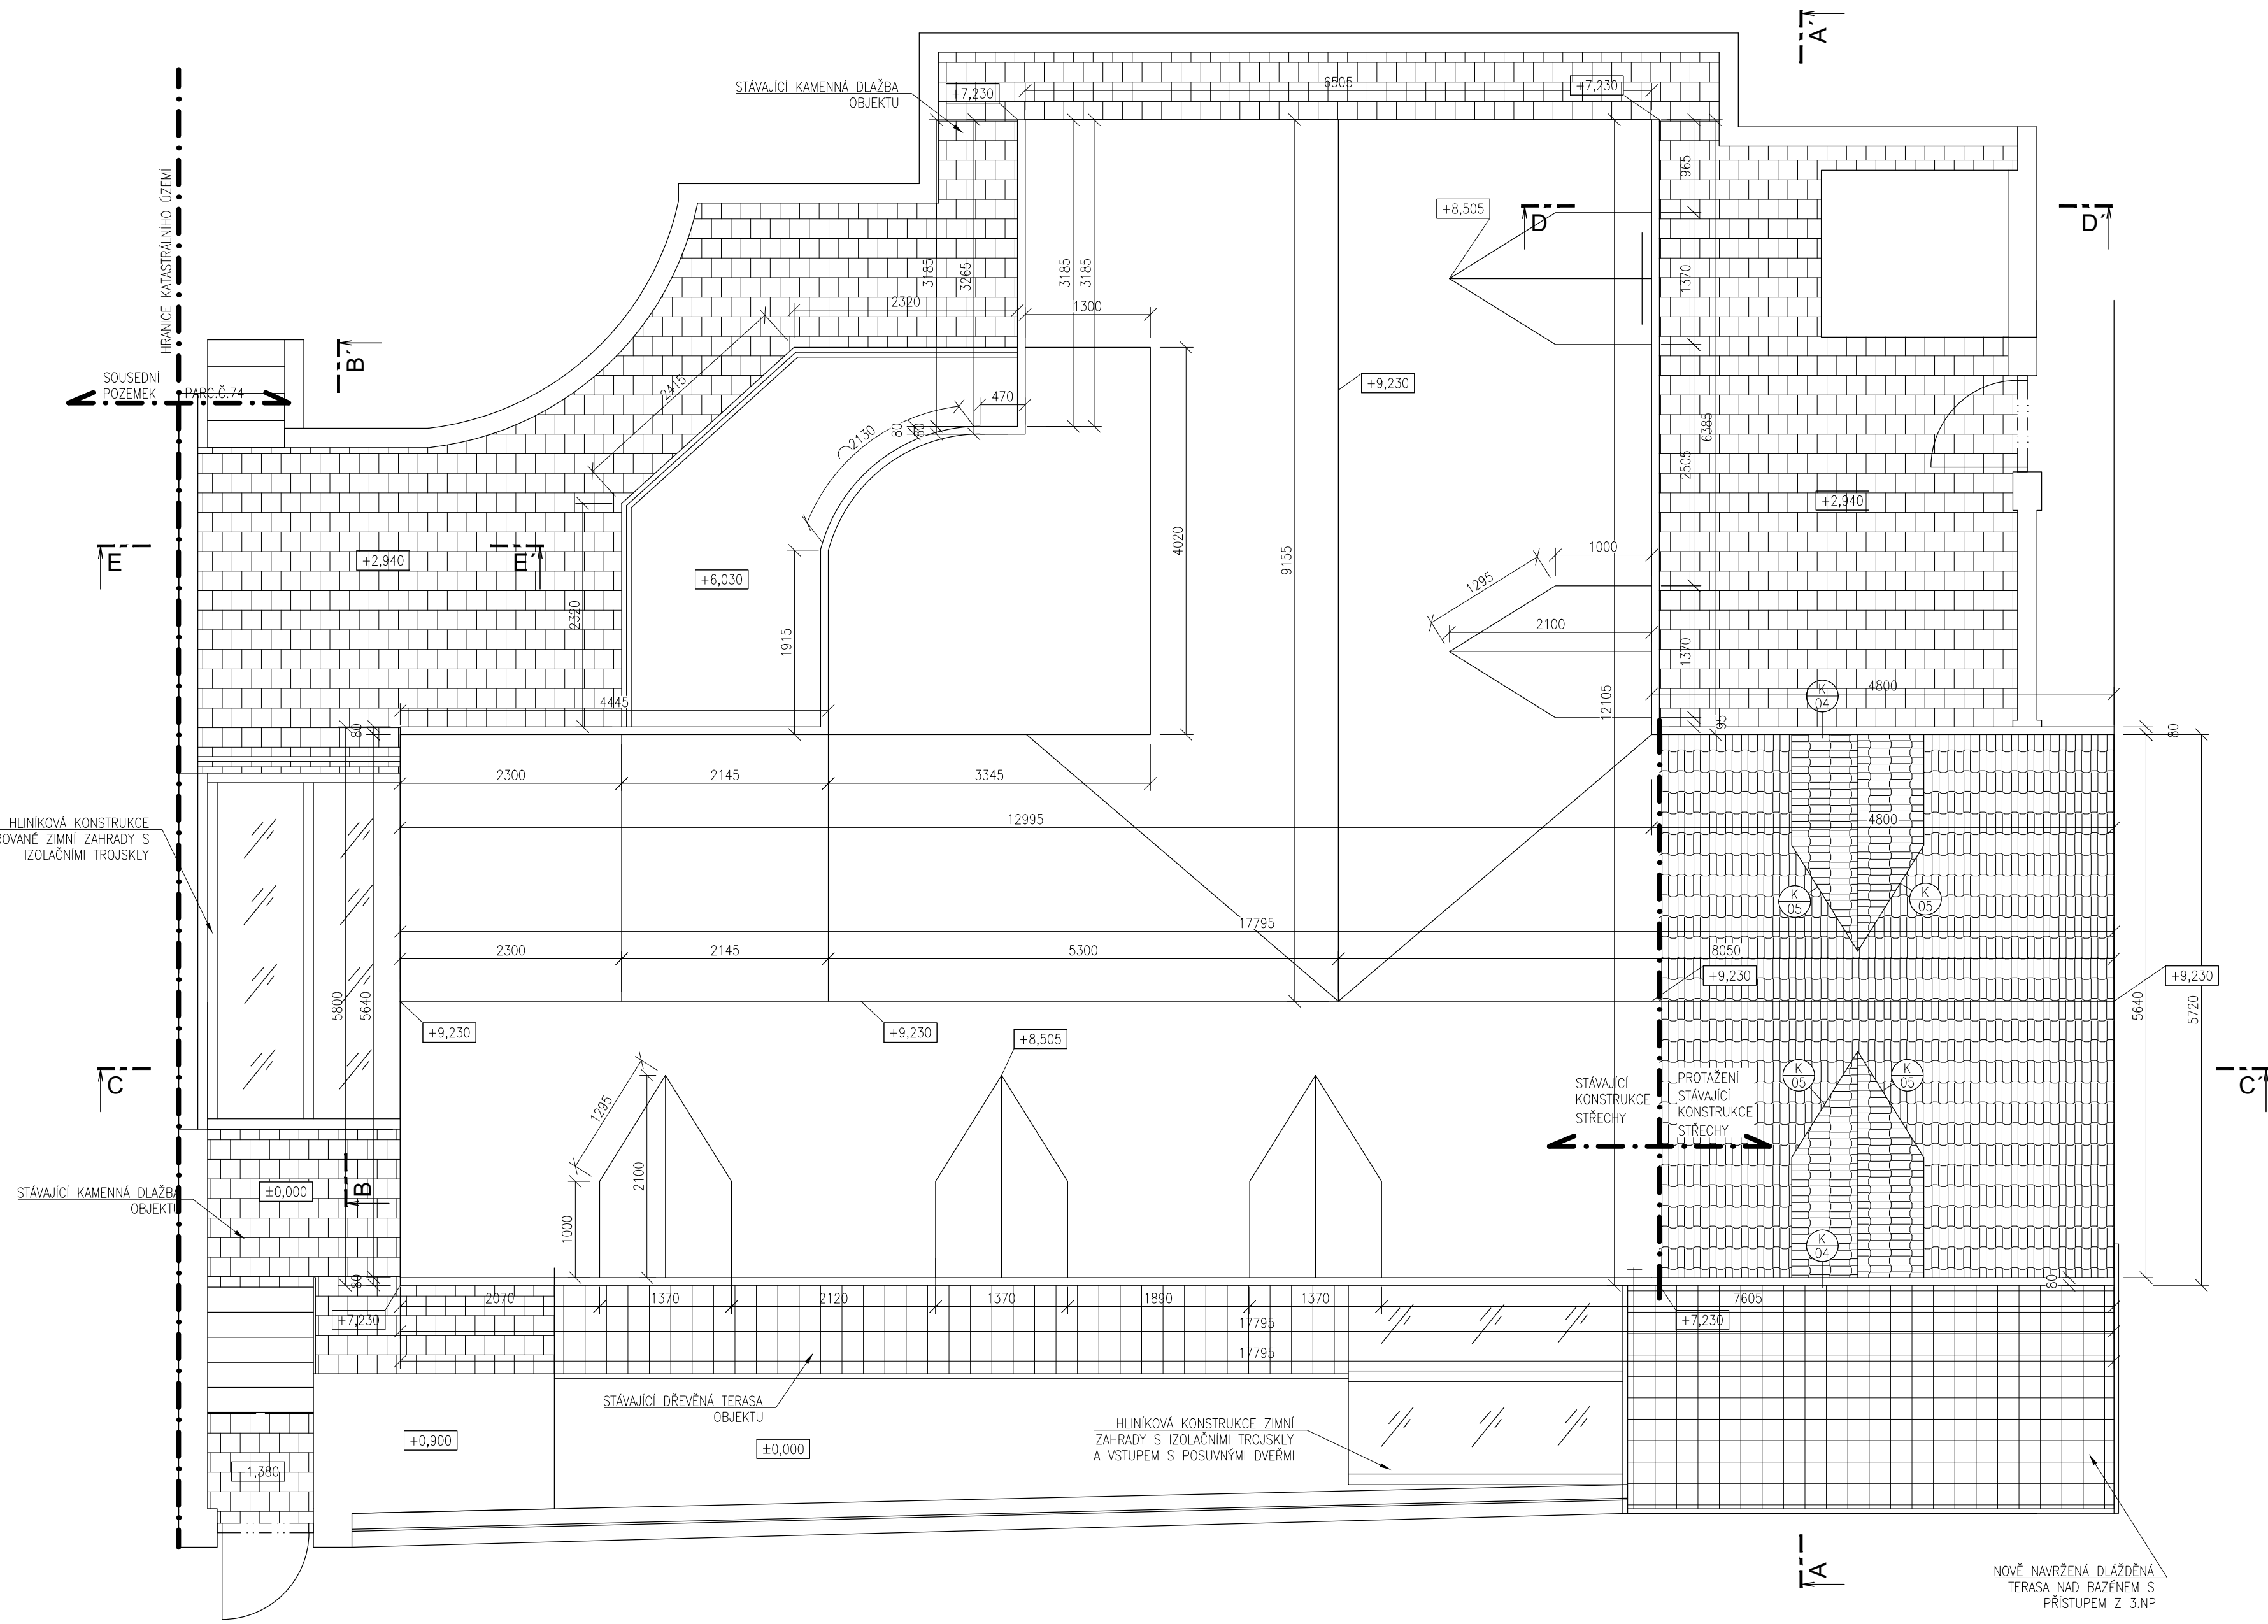 A´
STÁVAJÍCÍ KAMENNÁ DLAŽBA
OBJEKTU
+7,230
6505
+7,230
HRANICE KATASTRÁLNÍHO ÚZEMÍ
965
+8,505
D
D´
3185
3265
3185
3185
1370
2320
1300
B´
SOUSEDNÍ
POZEMEK
PARC.Č.74
2415
+9,230
470
80
80
2130
6385
2505
+2,940
E
E´
+2,940
+6,030
4020
9155
1000
1295
2320
1915
2100
1370
4445
12105
K
04
4800
80
95
80
2300
2145
3345
HLINÍKOVÁ KONSTRUKCE
ROVANÉ ZIMNÍ ZAHRADY S
IZOLAČNÍMI TROJSKLY
12995
4800
K
05
K
05
17795
2300
2145
5300
8050
+9,230
+9,230
5800
5640
5640
5720
+9,230
+9,230
+8,505
C
C´
STÁVAJÍCÍ
KONSTRUKCE
STŘECHY
PROTAŽENÍ
STÁVAJÍCÍ
KONSTRUKCE
STŘECHY
K
05
K
05
1295
2100
1000
STÁVAJÍCÍ KAMENNÁ DLAŽBA
OBJEKTU
±0,000
B
K
04
80
80
2070
1370
2120
1370
1890
1370
7605
+7,230
+7,230
17795
17795
STÁVAJÍCÍ DŘEVĚNÁ TERASA
OBJEKTU
+0,900
±0,000
HLINÍKOVÁ KONSTRUKCE ZIMNÍ
ZAHRADY S IZOLAČNÍMI TROJSKLY
A VSTUPEM S POSUVNÝMI DVEŘMI
-1,380
A
NOVĚ NAVRŽENÁ DLÁŽDĚNÁ
TERASA NAD BAZÉNEM S
PŘÍSTUPEM Z 3.NP